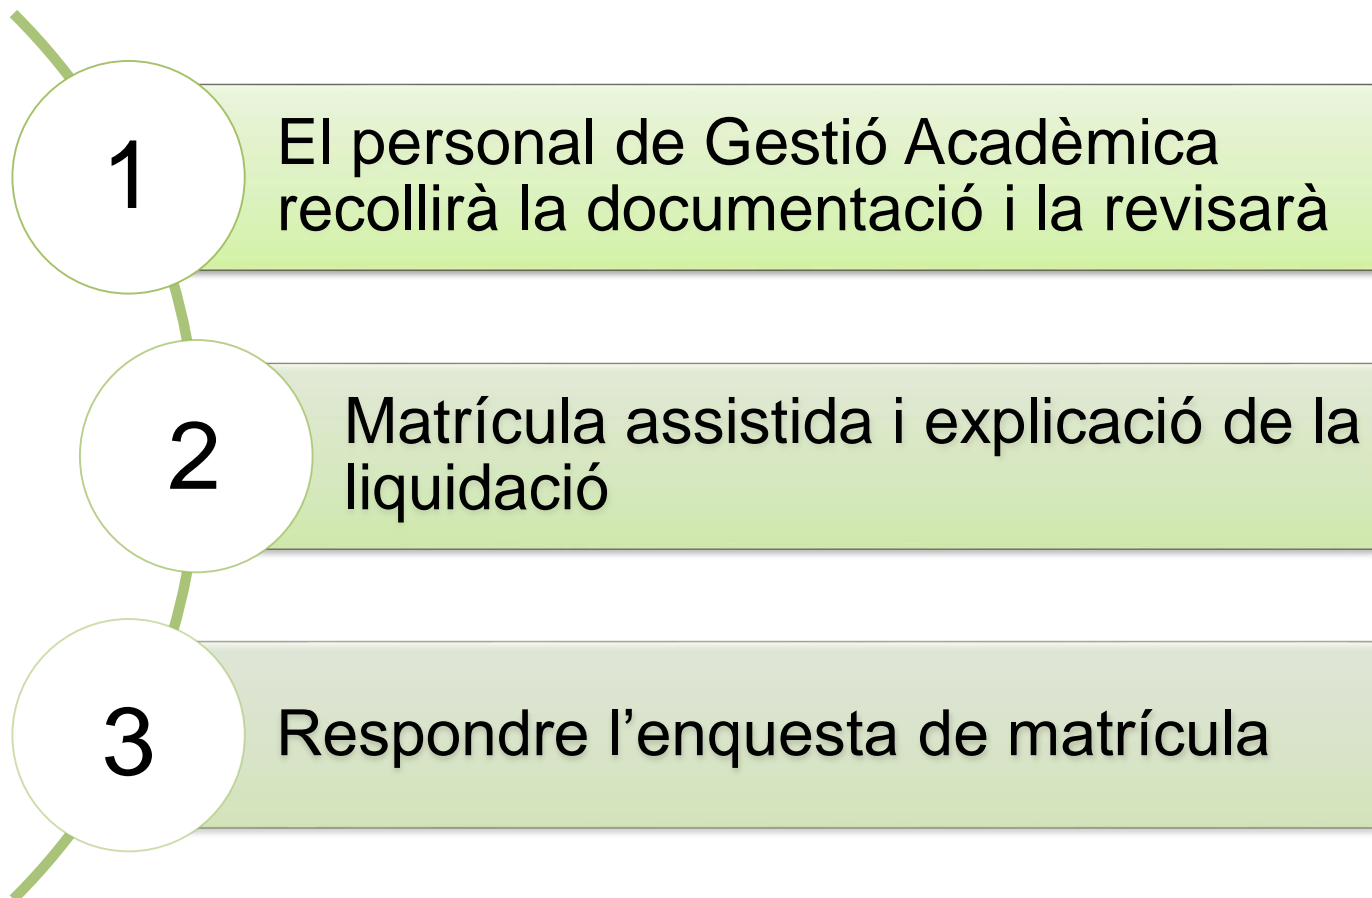 1
El personal de Gestió Acadèmica
recollirà la documentació i la revisarà
2
Matrícula assistida i explicació de la
liquidació
3
Respondre l’enquesta de matrícula